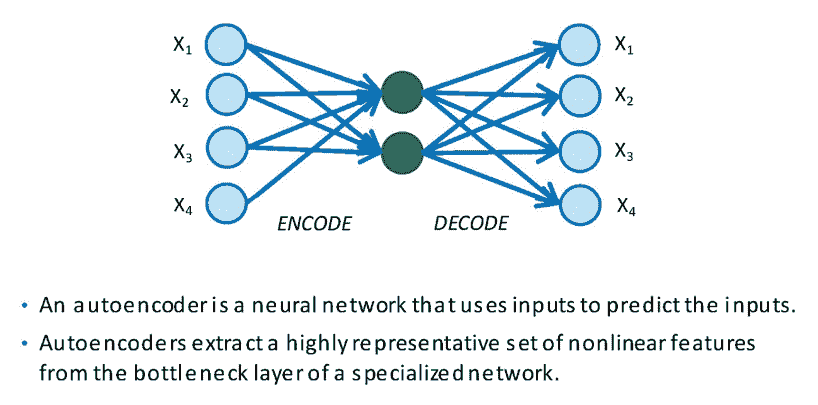 X₁ X₁
X₂ X₂
X₃ X₃
X₄ X₄
ENCODE DECODE
• An autoencoder is a neural network that uses inputs to predict the inputs.
• Autoencoders extract a highly representative set of nonlinear features
from the bottleneck layer of a specialized network.